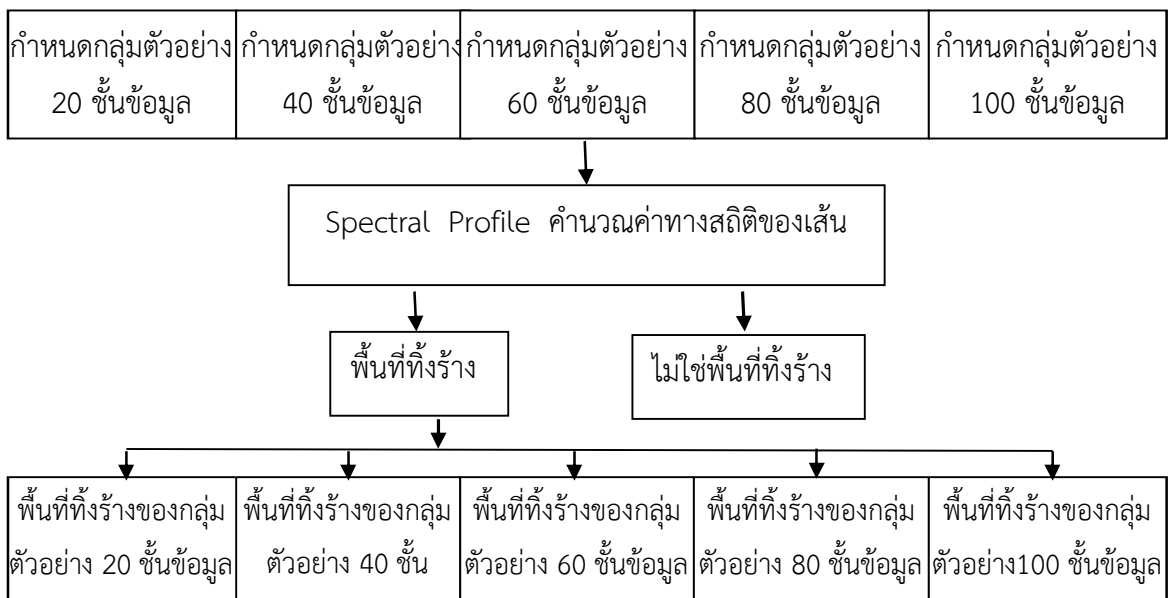 กำหนดกลุ่มตัวอย่าง
20 ชั้นข้อมูล
กำหนดกลุ่มตัวอย่าง
40 ชั้นข้อมูล
กำหนดกลุ่มตัวอย่าง
60 ชั้นข้อมูล
กำหนดกลุ่มตัวอย่าง
80 ชั้นข้อมูล
กำหนดกลุ่มตัวอย่าง
100 ชั้นข้อมูล
Spectral Profile คำนวณค่าทางสถิติของเส้น
พื้นที่ทิ้งร้าง
ไม่ใช่พื้นที่ทิ้งร้าง
พื้นที่ทิ้งร้างของกลุ่ม
ตัวอย่าง 20 ชั้นข้อมูล
พื้นที่ทิ้งร้างของกลุ่ม
ตัวอย่าง 40 ชั้น
พื้นที่ทิ้งร้างของกลุ่ม
ตัวอย่าง 60 ชั้นข้อมูล
พื้นที่ทิ้งร้างของกลุ่ม
ตัวอย่าง 80 ชั้นข้อมูล
พื้นที่ทิ้งร้างของกลุ่ม
ตัวอย่าง100 ชั้นข้อมูล